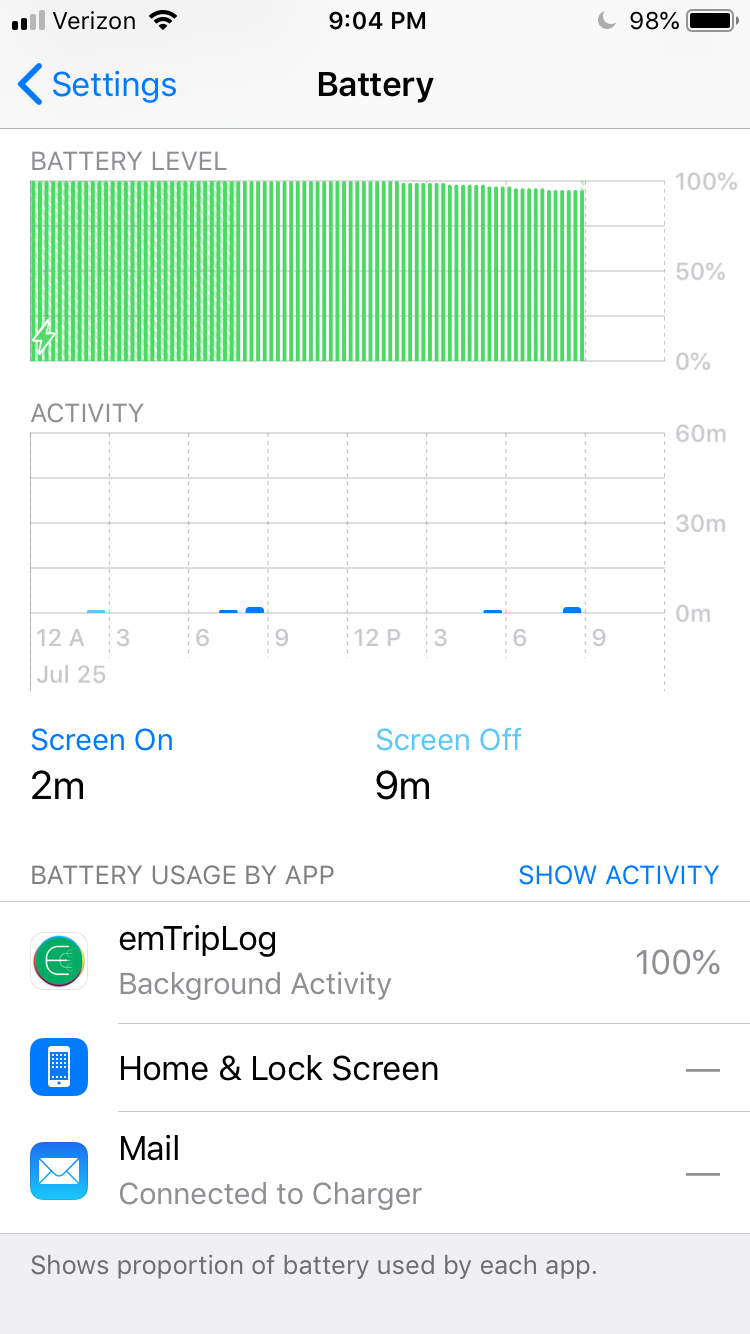 Verizon 9:04 PM 98%
Settings Battery
BATTERY LEVEL
100%
50%
0%
ACTIVITY
60m
30m
0m
12 A 3 6 9 12 P 3 6 9
Jul 25
Screen On Screen Off
2m 9m
BATTERY USAGE BY APP SHOW ACTIVITY
emTripLog
Background Activity
100%
Home & Lock Screen —
Mail
Connected to Charger
—
Shows proportion of battery used by each app.